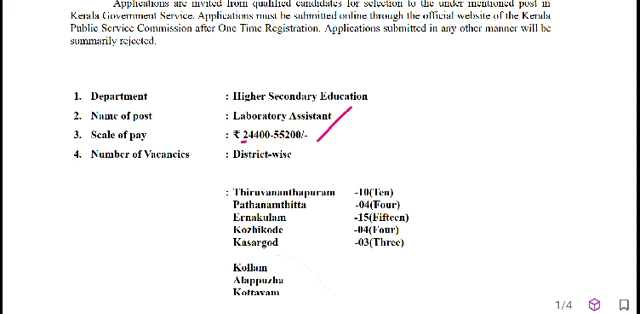 Applications are invited from qualified candidates for selection to the under mentioned post in
Kerala Government Service. Applications must be submitted online through the official website of the Kerala
Public Service Commission after One Time Registration. Applications submitted in any other manner will be
summarily rejected.
1. Department : Higher Secondary Education
2. Name of post : Laboratory Assistant
3. Scale of pay : ₹ 24400-55200/-
4. Number of Vacancies : District-wise
: Thiruvananthapuram -10(Ten)
Pathanamthitta -04(Four)
Ernakulam -15(Fifteen)
Kozhikode -04(Four)
Kasargod -03(Three)
Kollam
Alappuzha
Kottayam
1/4